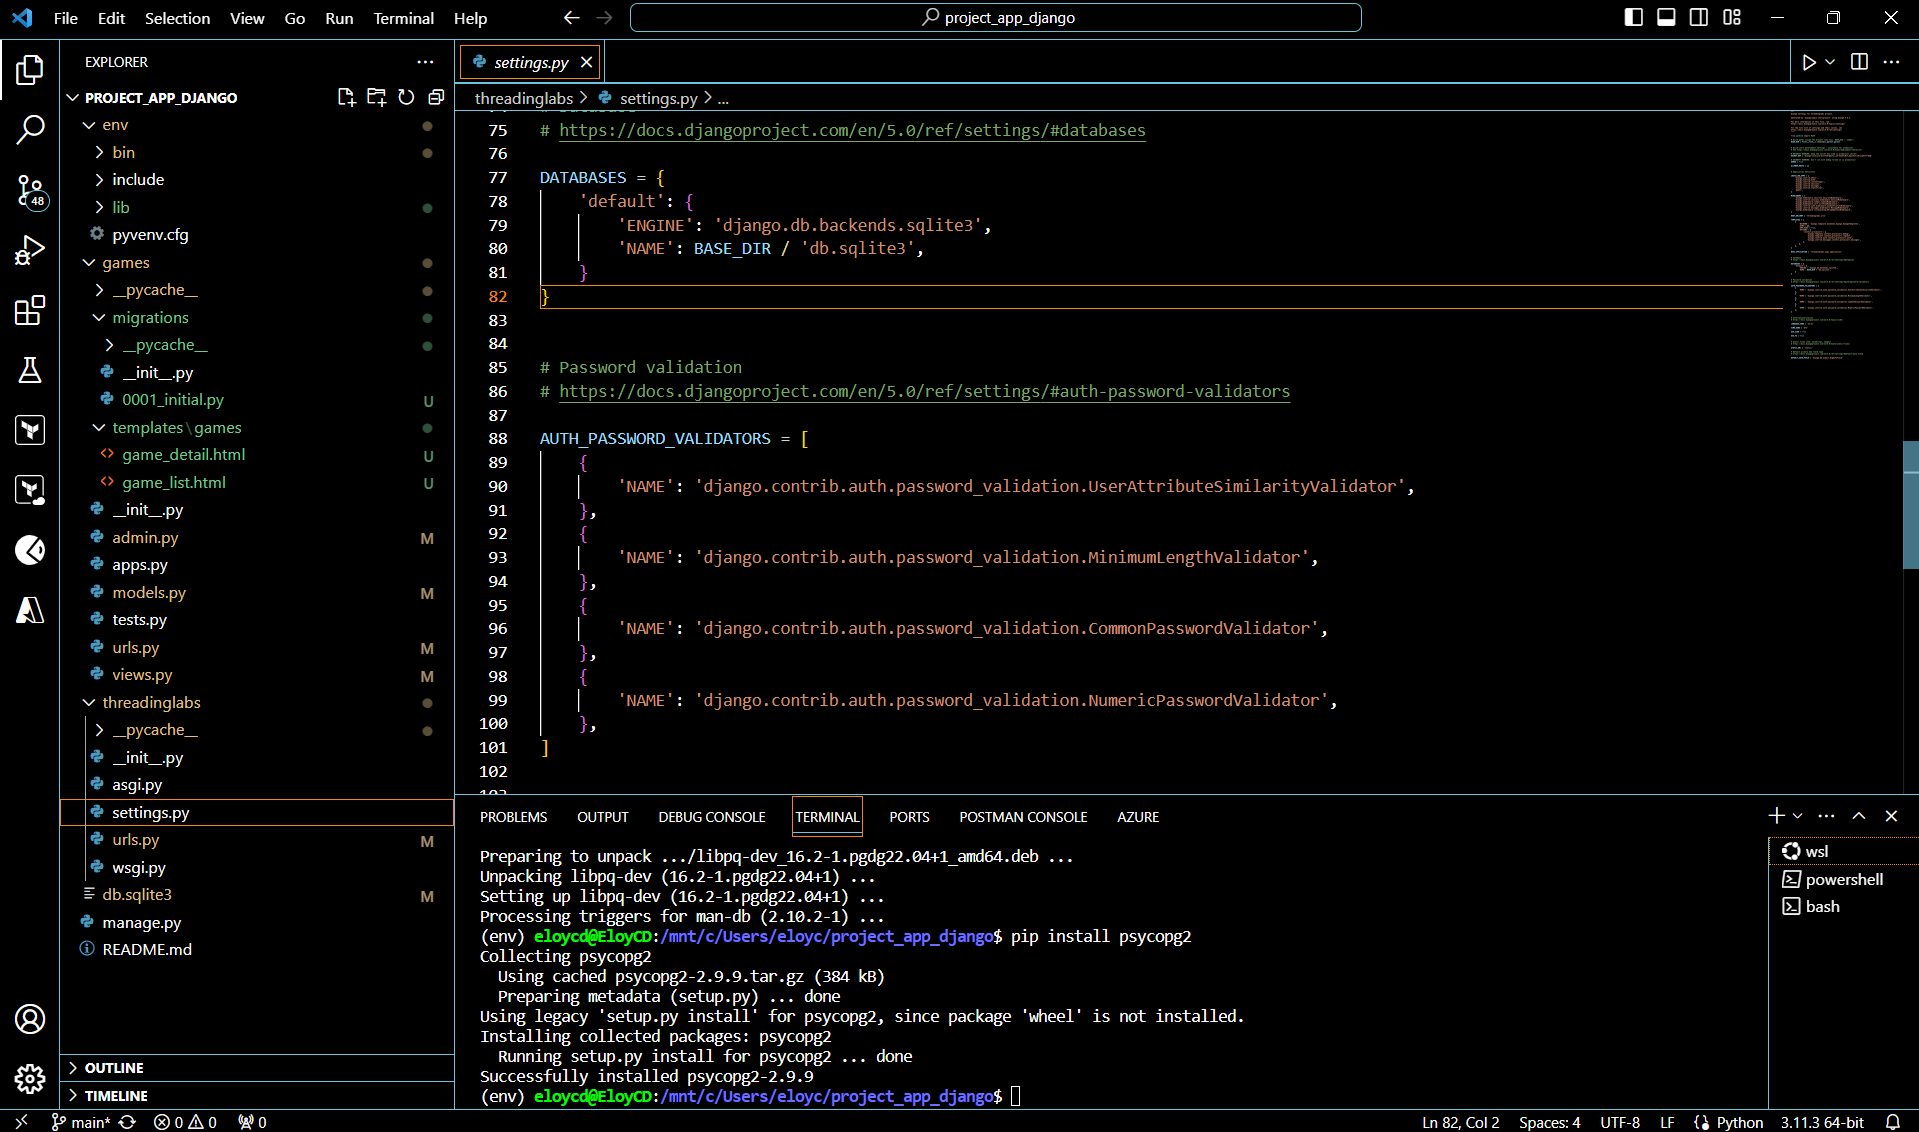 File Edit Selection View Go Run Terminal Help
project_app_django
EXPLORER
PROJECT_APP_DJANGO
env
bin
include
lib
pyvenv.cfg
games
__pycache__
migrations
__pycache__
__init__.py
0001_initial.py U
templates\games
game_detail.html U
game_list.html U
__init__.py
admin.py M
apps.py
models.py M
tests.py
urls.py M
views.py M
threadinglabs
__pycache__
__init__.py
asgi.py
settings.py
urls.py M
wsgi.py
db.sqlite3 M
manage.py
README.md
OUTLINE
TIMELINE
48
settings.py
threadinglabs > settings.py > ...
75 # https://docs.djangoproject.com/en/5.0/ref/settings/#databases
76
77 DATABASES = {
78 'default': {
79 'ENGINE': 'django.db.backends.sqlite3',
80 'NAME': BASE_DIR / 'db.sqlite3',
81 }
82 }
83
84
85 # Password validation
86 # https://docs.djangoproject.com/en/5.0/ref/settings/#auth-password-validators
87
88 AUTH_PASSWORD_VALIDATORS = [
89 {
90 'NAME': 'django.contrib.auth.password_validation.UserAttributeSimilarityValidator',
91 },
92 {
93 'NAME': 'django.contrib.auth.password_validation.MinimumLengthValidator',
94 },
95 {
96 'NAME': 'django.contrib.auth.password_validation.CommonPasswordValidator',
97 },
98 {
99 'NAME': 'django.contrib.auth.password_validation.NumericPasswordValidator',
100 },
101 ]
102
PROBLEMS OUTPUT DEBUG CONSOLE TERMINAL PORTS POSTMAN CONSOLE AZURE
Preparing to unpack .../libpq-dev_16.2-1.pgdg22.04+1_amd64.deb ...
Unpacking libpq-dev (16.2-1.pgdg22.04+1) ...
Setting up libpq-dev (16.2-1.pgdg22.04+1) ...
Processing triggers for man-db (2.10.2-1) ...
(env) eloycd@EloyCD:/mnt/c/Users/eloyc/project_app_django$ pip install psycopg2
Collecting psycopg2
Using cached psycopg2-2.9.9.tar.gz (384 kB)
Preparing metadata (setup.py) ... done
Using legacy 'setup.py install' for psycopg2, since package 'wheel' is not installed.
Installing collected packages: psycopg2
Running setup.py install for psycopg2 ... done
Successfully installed psycopg2-2.9.9
(env) eloycd@EloyCD:/mnt/c/Users/eloyc/project_app_django$
wsl
powershell
bash
main* 0 0 0
Ln 82, Col 2 Spaces: 4 UTF-8 LF Python 3.11.3 64-bit